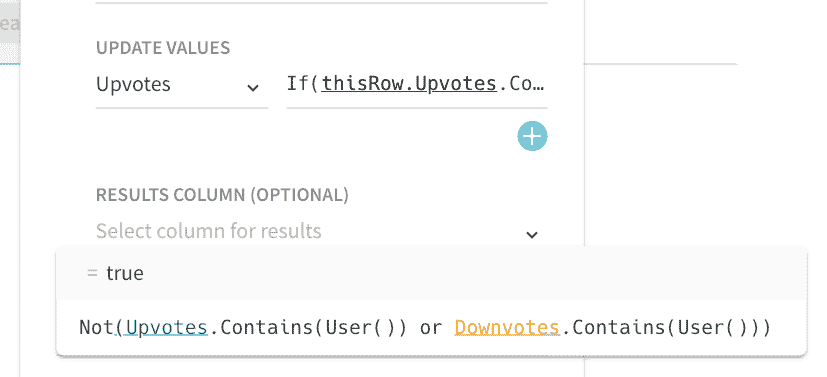 ea
UPDATE VALUES
Upvotes If(thisRow.Upvotes.Co…
RESULTS COLUMN (OPTIONAL)
Select column for results
= true
Not(Upvotes.Contains(User()) or Downvotes.Contains(User()))